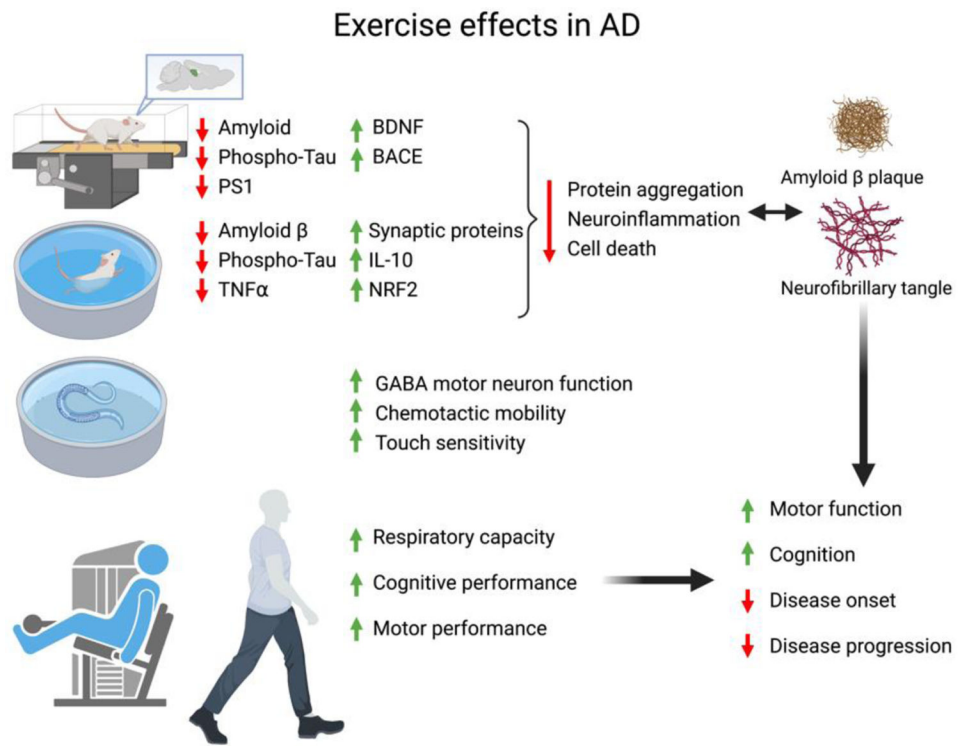 Exercise effects in AD
Amyloid
Phospho-Tau
PS1
BDNF
BACE
Amyloid β
Phospho-Tau
TNFα
Synaptic proteins
IL-10
NRF2
Protein aggregation
Neuroinflammation
Cell death
Amyloid β plaque
Neurofibrillary tangle
GABA motor neuron function
Chemotactic mobility
Touch sensitivity
Respiratory capacity
Cognitive performance
Motor performance
Motor function
Cognition
Disease onset
Disease progression